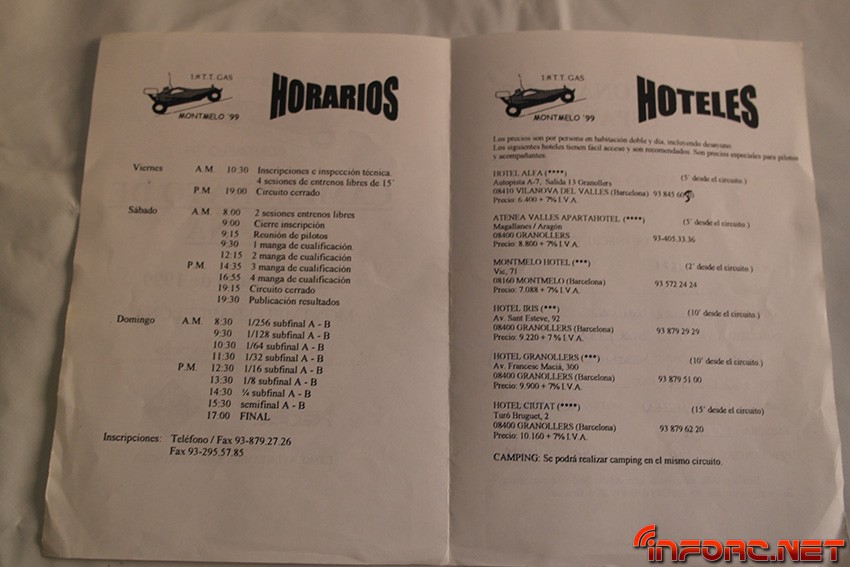 1/8 T.T. GAS
HORARIOS
MONTMELO '99
Viernes A.M. 10:30 Inscripciones e inspección técnica.
4 sesiones de entrenos libres de 15'
P.M. 19:00 Circuito cerrado
Sábado A.M. 8:00 2 sesiones entrenos libres
9:00 Cierre inscripción
9:15 Reunión de pilotos
9:30 1 manga de cualificación.
12:15 2 manga de cualificación
P.M. 14:35 3 manga de cualificación
16:55 4 manga de cualificación
19:15 Circuito cerrado
19:30 Publicación resultados
Domingo A.M. 8:30 1/256 subfinal A - B
9:30 1/128 subfinal A - B
10:30 1/64 subfinal A - B
11:30 1/32 subfinal A - B
P.M. 12:30 1/16 subfinal A - B
13:30 1/8 subfinal A - B
14:30 ¼ subfinal A - B
15:30 semifinal A - B
17:00 FINAL
Inscripciones: Teléfono / Fax 93-879.27.26
Fax 93-295.57.85
1/8 T.T. GAS
HOTELES
MONTMELO '99
Los precios son por persona en habitación doble y día, incluyendo desayuno.
Los siguientes hoteles tienen fácil acceso y son recomendados. Son precios especiales para pilotos
y acompañantes.
HOTEL ALFA (****) (5' desde el circuito.)
Autopista A-7, Salida 13 Granollers
08410 VILANOVA DEL VALLES (Barcelona) 93 845 60
Precio: 6.400 + 7% I.V.A.
ATENEA VALLES APARTAHOTEL (****) (5' desde el circuito.)
Magallanes / Aragón
08400 GRANOLLERS 93-405.33.36
Precio: 8.800 + 7% I.V.A.
MONTMELO HOTEL (***) (2' desde el circuito.)
Vic, 71
08160 MONTMELO (Barcelona) 93 572 24 24
Precio: 7.088 + 7% I.V.A.
HOTEL IRIS (***) (10' desde el circuito.)
Av. Sant Esteve, 92
08400 GRANOLLERS (Barcelona) 93 879 29 29
Precio: 9.220 + 7% I.V.A.
HOTEL GRANOLLERS (***) (10' desde el circuito.)
Av. Francesc Macià, 300
08400 GRANOLLERS (Barcelona) 93 879 51 00
Precio: 9.900 + 7% I.V.A.
HOTEL CIUTAT (****) (15' desde el circuito)
Turó Bruguet, 2
08400 GRANOLLERS (Barcelona) 93 879 62 20
Precio: 10.160 + 7% I.V.A.
CAMPING: Se podrá realizar camping en el mismo circuito.
INFORC.NET